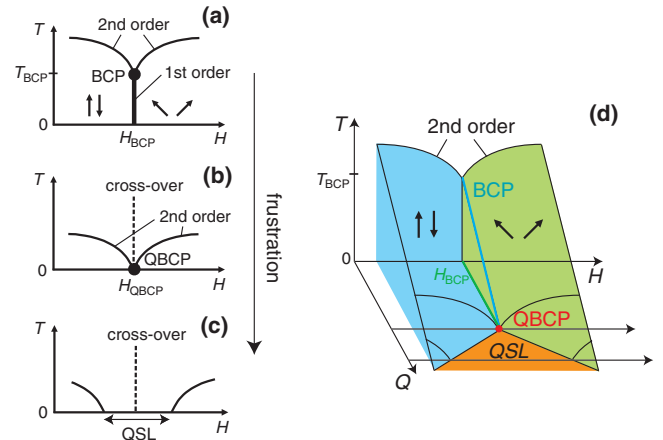 (a)
T
2nd order
T_BCP
BCP
1st order
0
H_BCP
H
(b)
T
cross-over
2nd order
QBCP
0
H_QBCP
H
(c)
T
cross-over
0
QSL
H
frustration
(d)
T
2nd order
T_BCP
BCP
0
H_BCP
H
QBCP
QSL
Q